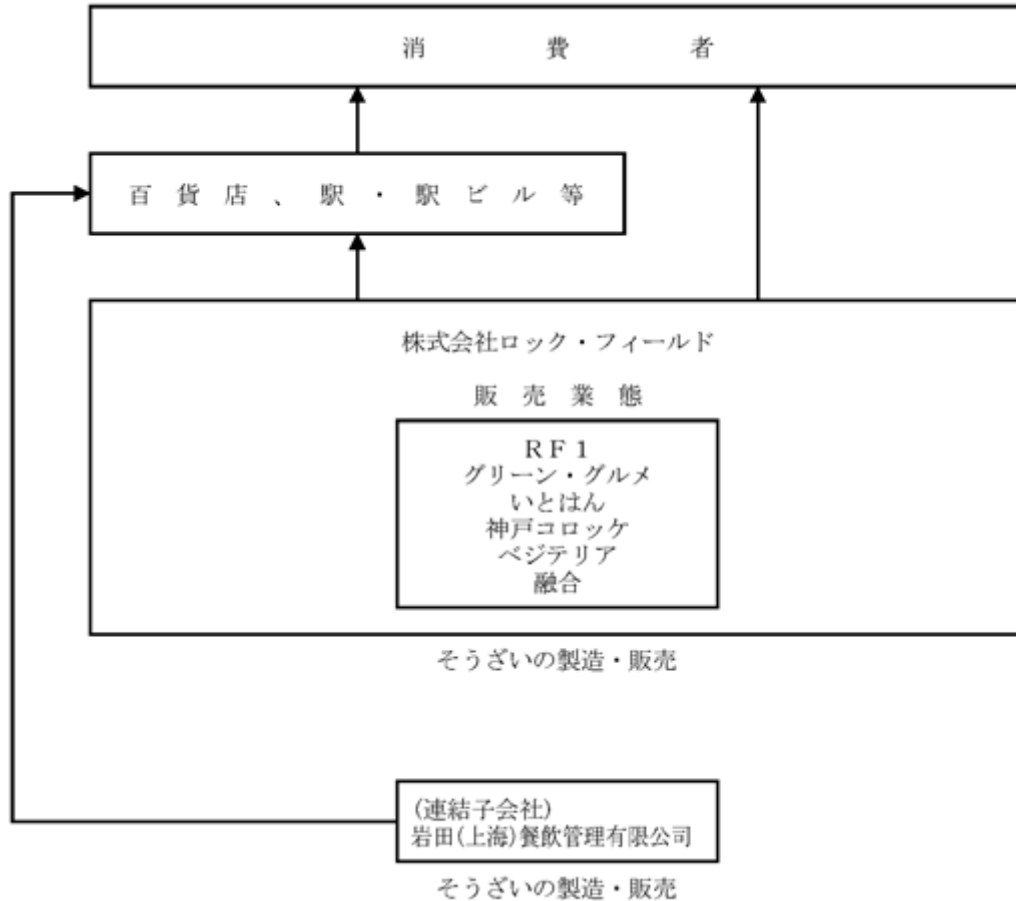 消費者
百貨店、駅・駅ビル等
株式会社ロック・フィールド
販売業態
ＲＦ１
グリーン・グルメ
いとはん
神戸コロッケ
ベジテリア
融合
そうざいの製造・販売
(連結子会社)
岩田(上海)餐飲管理有限公司
そうざいの製造・販売